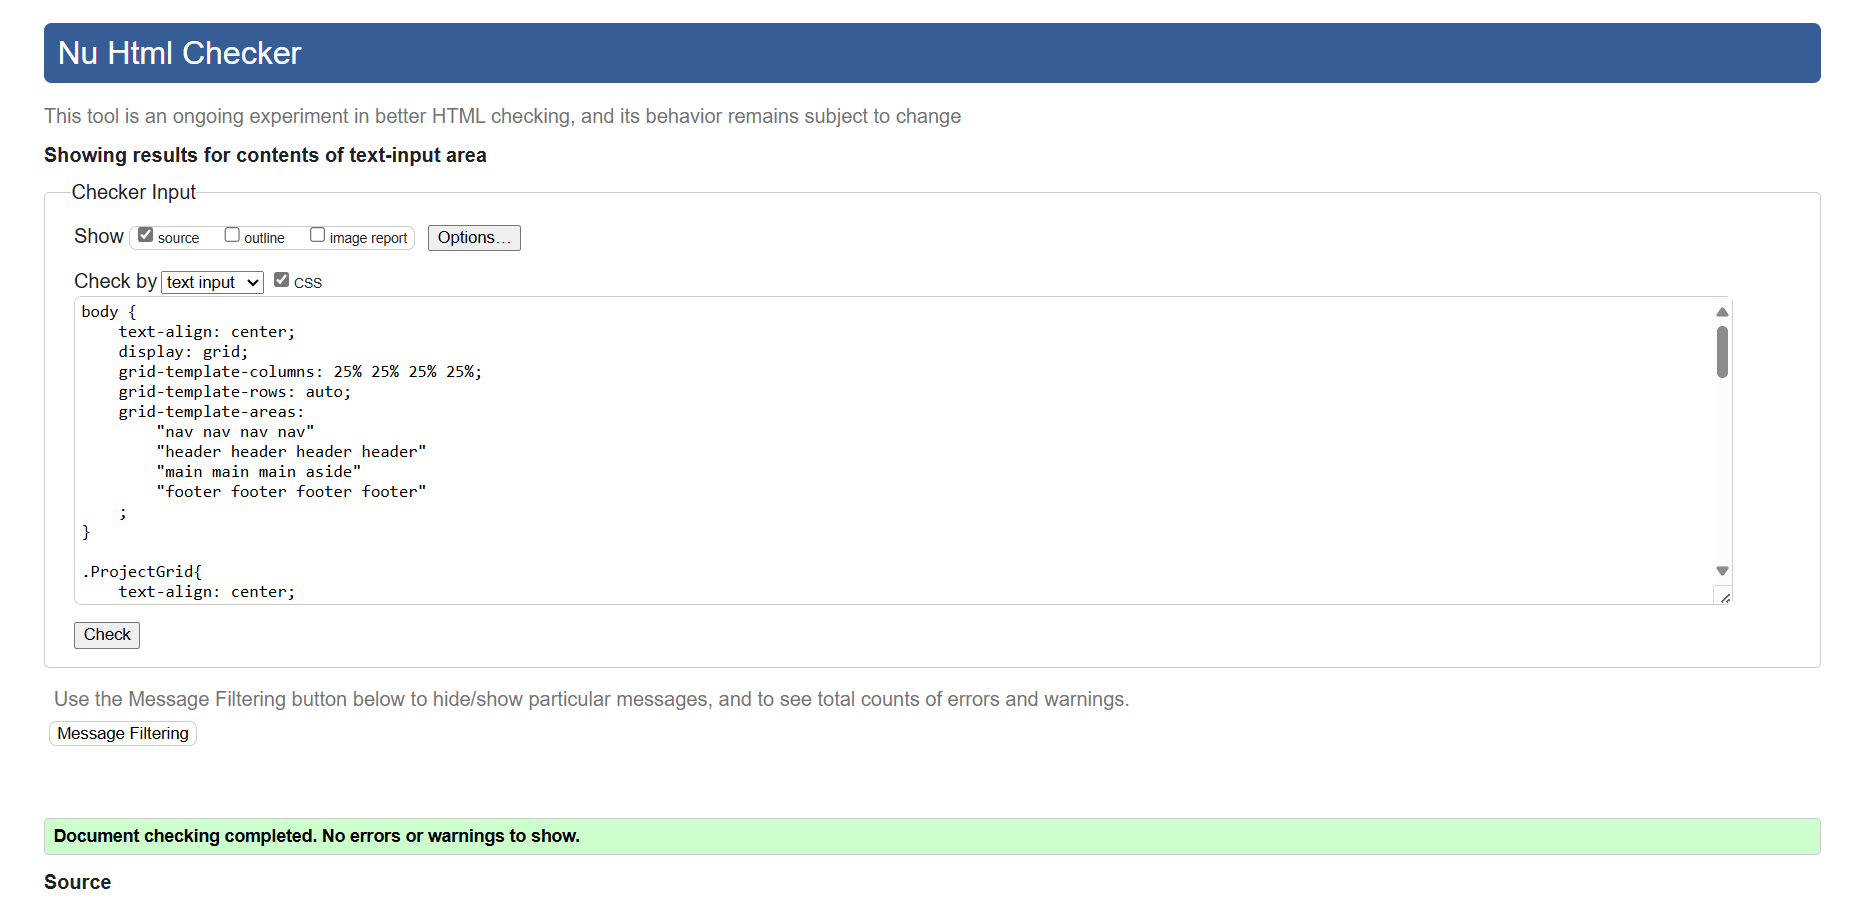 Nu Html Checker
This tool is an ongoing experiment in better HTML checking, and its behavior remains subject to change
Showing results for contents of text-input area
Checker Input
Show source outline image report Options...
Check by text input CSS
body {
    text-align: center;
    display: grid;
    grid-template-columns: 25% 25% 25% 25%;
    grid-template-rows: auto;
    grid-template-areas:
        "nav nav nav nav"
        "header header header header"
        "main main main aside"
        "footer footer footer footer"
    ;
}
.ProjectGrid{
    text-align: center;
Check
Use the Message Filtering button below to hide/show particular messages, and to see total counts of errors and warnings.
Message Filtering
Document checking completed. No errors or warnings to show.
Source